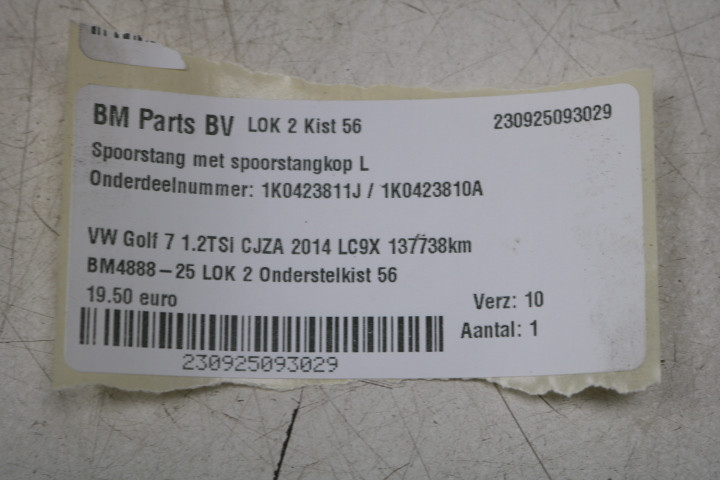 BM Parts BV LOK 2 Kist 56 230925093029
Spoorstang met spoorstangkop L
Onderdeelnummer: 1K0423811J / 1K0423810A
VW Golf 7 1.2TSI CJZA 2014 LC9X 137738km
BM4888-25 LOK 2 Onderstelkist 56
19.50 euro Verz: 10
Aantal: 1
230925093029